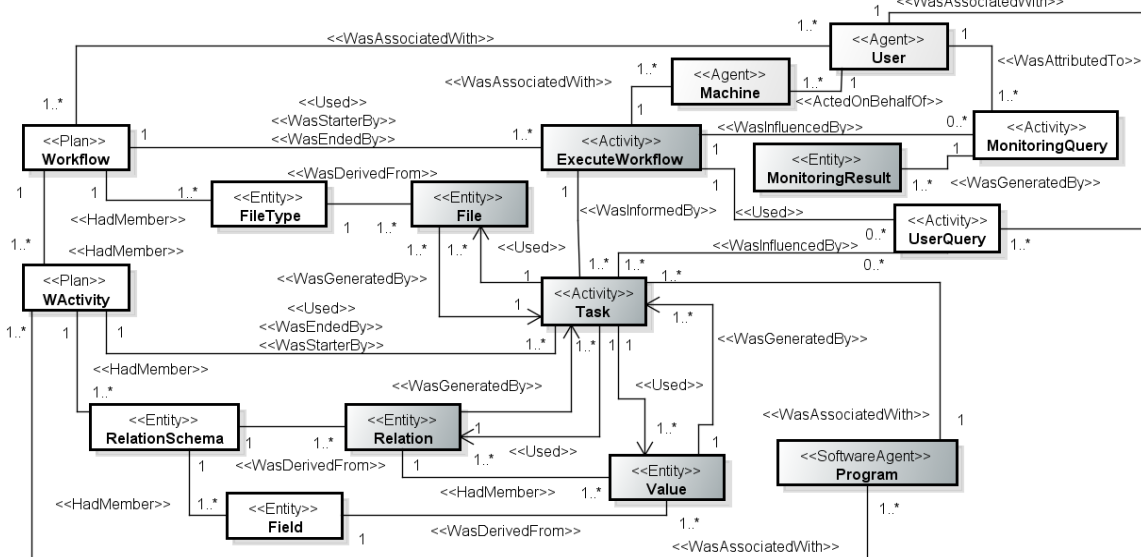 <<WasAssociatedWith>>
1
1
1..*
<<WasAssociatedWith>>
1..*
<<Agent>>
User
1
<<WasAttributedTo>>
1..*
<<WasAssociatedWith>>
1..*
<<Agent>>
Machine
1..*
1
<<ActedOnBehalfOf>>
1..*
<<Used>>
<<WasStarterBy>>
<<WasEndedBy>>
1
1..*
1
<<Plan>>
Workflow
<<Activity>>
ExecuteWorkflow
<<WasInfluencedBy>>
1
0..*
<<Activity>>
MonitoringQuery
<<Entity>>
MonitoringResult
1
1..*
<<WasGeneratedBy>>
1
1
1..*
<<HadMember>>
<<Entity>>
FileType
<<WasDerivedFrom>>
1
1..*
<<Entity>>
File
1
<<WasInformedBy>>
1
<<Used>>
0..*
<<Activity>>
UserQuery
1..*
1..*
<<HadMember>>
<<Plan>>
WActivity
1..*
1..*
<<Used>>
<<WasGeneratedBy>>
1
1
1..*
1..*
<<WasInfluencedBy>>
0..*
<<Activity>>
Task
1..*
1..*
1..*
1
1
<<Used>>
<<WasEndedBy>>
<<WasStarterBy>>
1..*
1..*
1
1
<<WasGeneratedBy>>
<<HadMember>>
1..*
<<WasGeneratedBy>>
<<Used>>
1..*
1
<<WasAssociatedWith>>
1
<<Entity>>
RelationSchema
1
1..*
<<WasDerivedFrom>>
<<Entity>>
Relation
1
1..*
<<Used>>
1
1
<<HadMember>>
<<Entity>>
Value
1..*
1..*
<<SoftwareAgent>>
Program
1..*
<<HadMember>>
1..*
<<Entity>>
Field
1
<<WasDerivedFrom>>
<<WasAssociatedWith>>